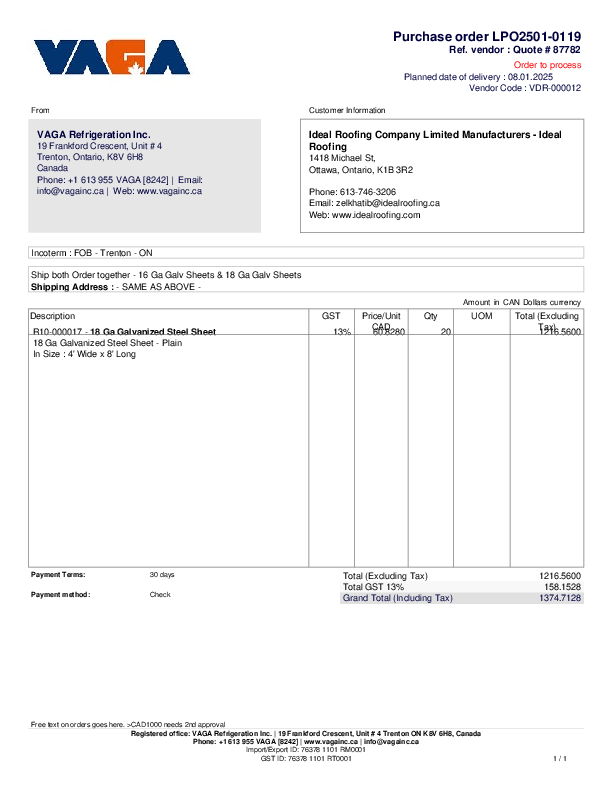 VAGA
Purchase order LPO2501-0119
Ref. vendor : Quote # 87782
Order to process
Planned date of delivery : 08.01.2025
Vendor Code : VDR-000012
From
Customer Information
VAGA Refrigeration Inc.
19 Frankford Crescent, Unit # 4
Trenton, Ontario, K8V 6H8
Canada
Phone: +1 613 955 VAGA [8242] | Email:
info@vagainc.ca | Web: www.vagainc.ca
Ideal Roofing Company Limited Manufacturers - Ideal
Roofing
1418 Michael St,
Ottawa, Ontario, K1B 3R2
Phone: 613-746-3206
Email: zelkhatib@idealroofing.ca
Web: www.idealroofing.com
Incoterm : FOB - Trenton - ON
Ship both Order together - 16 Ga Galv Sheets & 18 Ga Galv Sheets
Shipping Address : - SAME AS ABOVE -
Amount in CAN Dollars currency
Description GST Price/Unit CAD Qty UOM Total (Excluding Tax)
R10-000017 - 18 Ga Galvanized Steel Sheet 13% 60.8280 20 1216.5600
18 Ga Galvanized Steel Sheet - Plain
In Size : 4' Wide x 8' Long
Payment Terms: 30 days
Payment method: Check
Total (Excluding Tax) 1216.5600
Total GST 13% 158.1528
Grand Total (Including Tax) 1374.7128
Free text on orders goes here. >CAD1000 needs 2nd approval
Registered office: VAGA Refrigeration Inc. | 19 Frankford Crescent, Unit # 4 Trenton ON K8V 6H8, Canada
Phone: +1 613 955 VAGA [8242] | www.vagainc.ca | info@vagainc.ca
Import/Export ID: 76378 1101 RM0001
GST ID: 76378 1101 RT0001
1 / 1